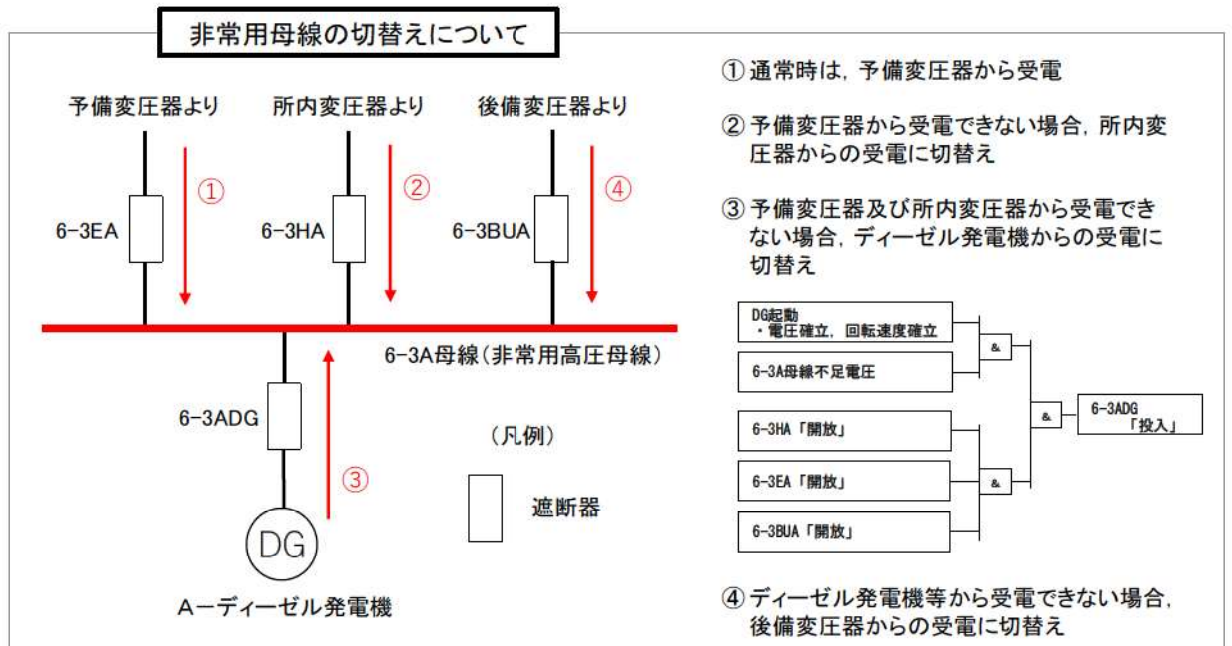 非常用母線の切替えについて
予備変圧器より
所内変圧器より
後備変圧器より
①
②
④
6-3EA
6-3HA
6-3BUA
6-3A母線(非常用高圧母線)
6-3ADG
③
DG
A-ディーゼル発電機
(凡例)
遮断器
① 通常時は,予備変圧器から受電
② 予備変圧器から受電できない場合,所内変
圧器からの受電に切替え
③ 予備変圧器及び所内変圧器から受電でき
ない場合,ディーゼル発電機からの受電に
切替え
DG起動
・電圧確立,回転速度確立
6-3A母線不足電圧
&
6-3HA「開放」
6-3EA「開放」
6-3BUA「開放」
&
&
6-3ADG
「投入」
④ ディーゼル発電機等から受電できない場合,
後備変圧器からの受電に切替え